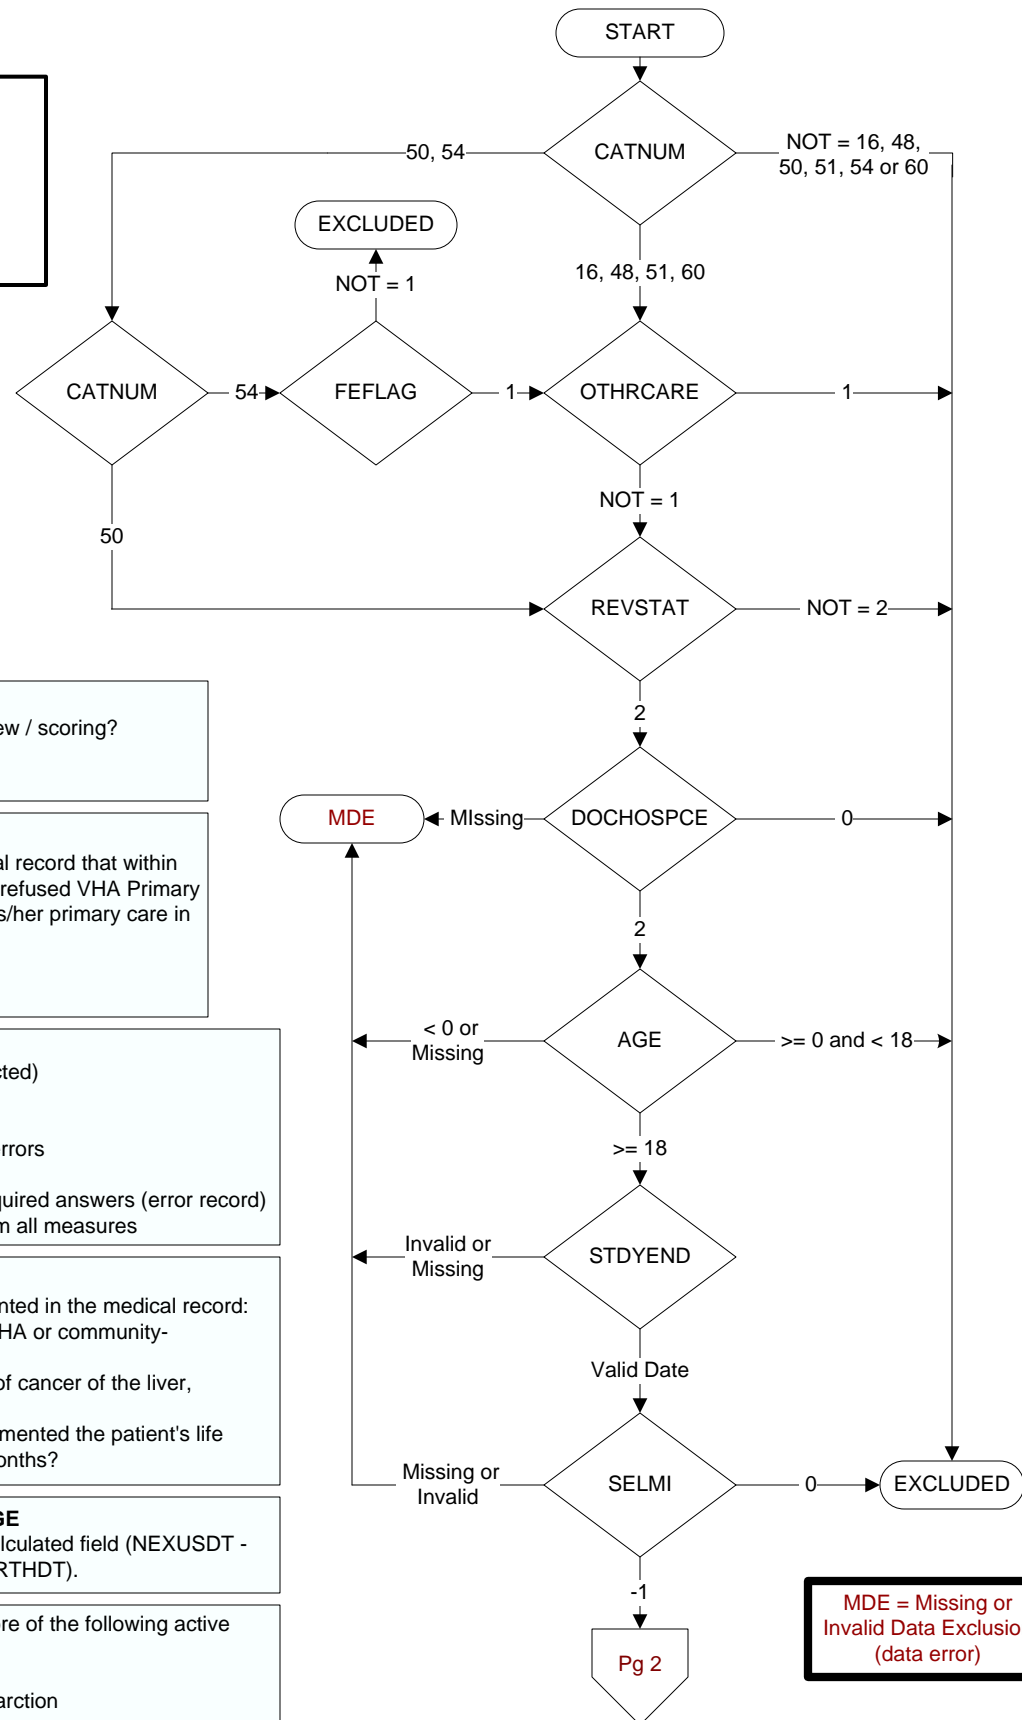 START
CATNUM
50, 54
NOT = 16, 48,
50, 51, 54 or 60
EXCLUDED
NOT = 1
16, 48, 51, 60
CATNUM
54
FEFLAG
1
OTHRCARE
1
NOT = 1
50
REVSTAT
NOT = 2
2
MDE
MIssing
DOCHOSPCE
0
2
< 0 or
Missing
AGE
>= 0 and < 18
>= 18
Invalid or
Missing
STDYEND
Valid Date
Missing or
Invalid
SELMI
0
EXCLUDED
-1
Pg 2
MDE = Missing or
Invalid Data Exclusio
(data error)
ew / scoring?
al record that within
refused VHA Primary
s/her primary care in
cted)
errors
quired answers (error record)
m all measures
nted in the medical record:
HA or community-
of cancer of the liver,
mented the patient's life
onths?
GE
lculated field (NEXUSDT -
RTHDT).
ore of the following active
arction